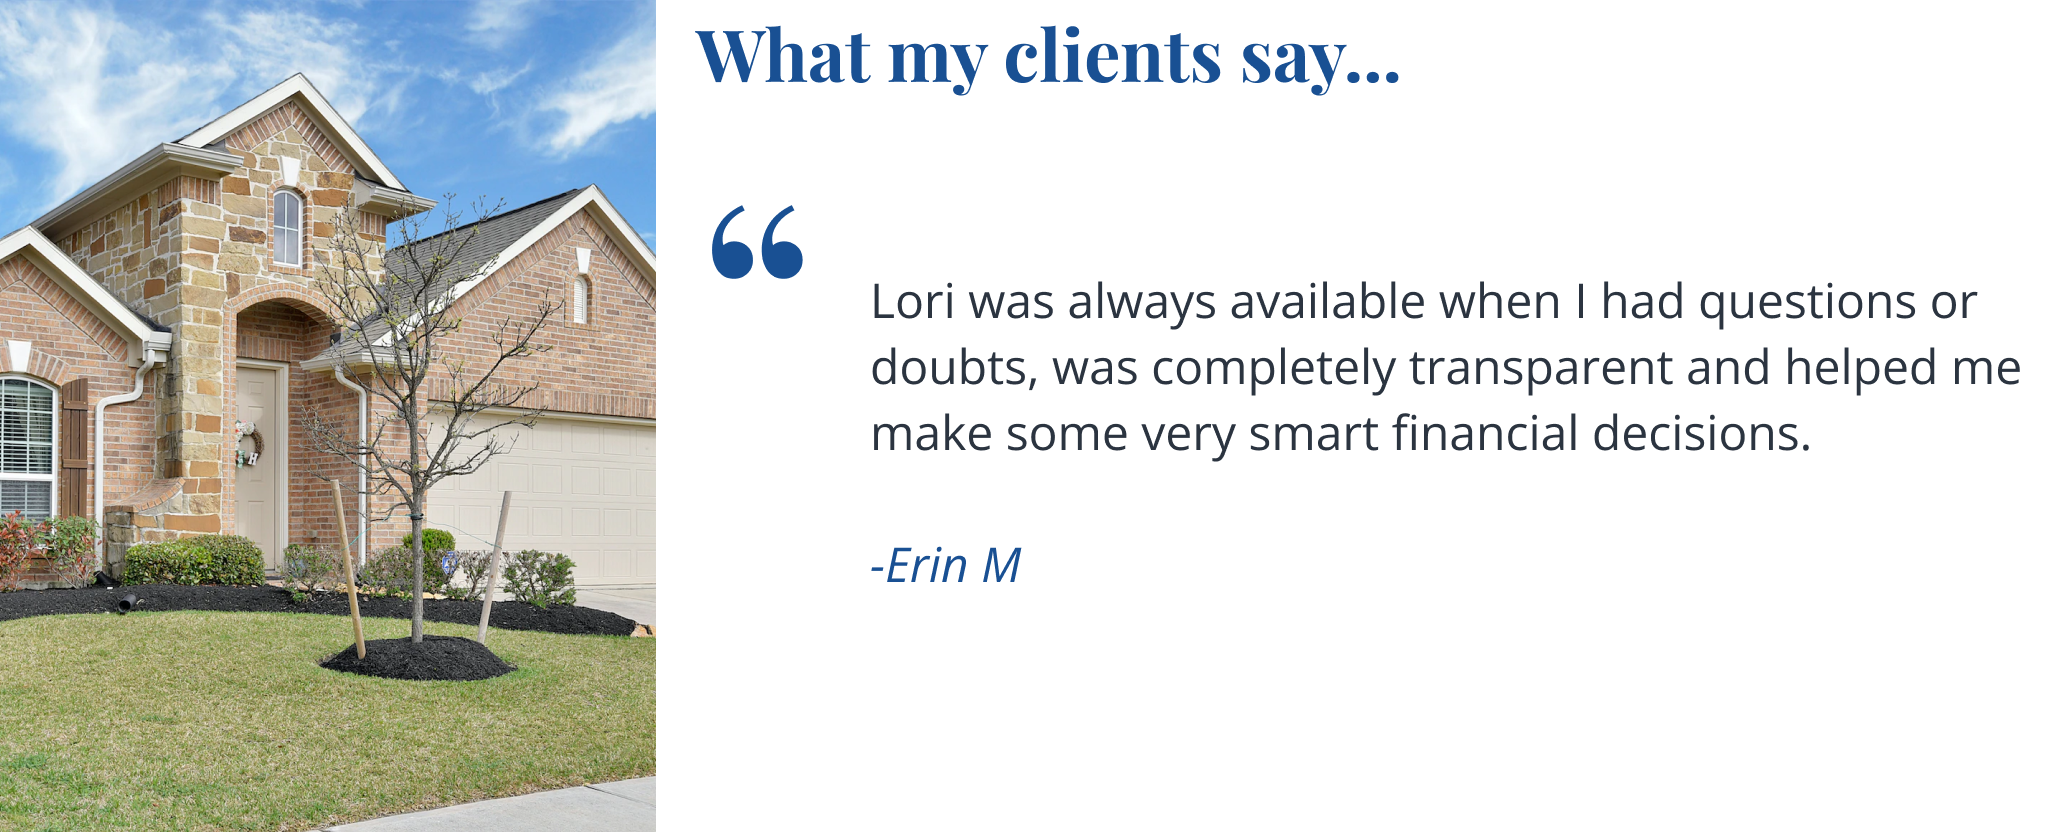 What my clients say...
“
Lori was always available when I had questions or
doubts, was completely transparent and helped me
make some very smart financial decisions.
-Erin M
H